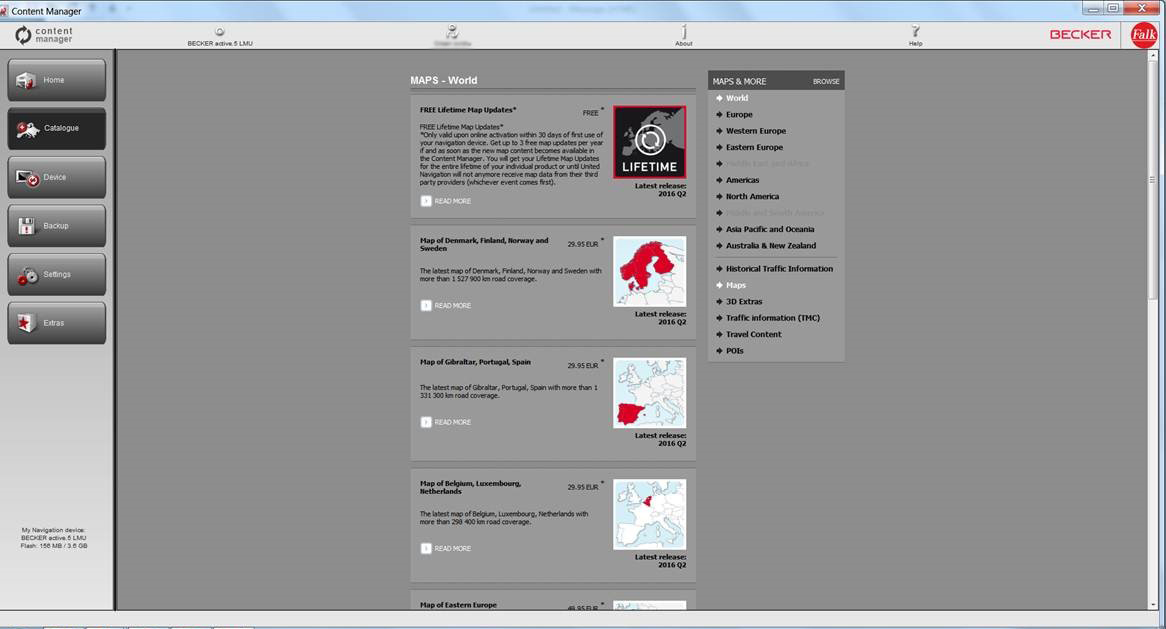 Content Manager
content
manager
BECKER active.5 LMU
About
Help
BECKER
Falk
Home
Catalogue
Device
Backup
Settings
Extras
My Navigation device:
BECKER active.5 LMU
Flash: 156 MB / 3.6 GB
MAPS - World
FREE Lifetime Map Updates*
FREE *
FREE Lifetime Map Updates*
*Only valid upon online activation within 30 days of first use of
your navigation device. Get up to 3 free map updates per year
if and as soon as the new map content becomes available in
the Content Manager. You will get your Lifetime Map Updates
for the entire lifetime of your individual product or until United
Navigation will not anymore receive map data from their third
party providers (whichever event comes first).
READ MORE
LIFETIME
Latest release:
2016 Q2
Map of Denmark, Finland, Norway and
Sweden
29.95 EUR *
The latest map of Denmark, Finland, Norway and Sweden with
more than 1 527 900 km road coverage.
READ MORE
Latest release:
2016 Q2
Map of Gibraltar, Portugal, Spain
29.95 EUR *
The latest map of Gibraltar, Portugal, Spain with more than 1
331 300 km road coverage.
READ MORE
Latest release:
2016 Q2
Map of Belgium, Luxembourg,
Netherlands
29.95 EUR *
The latest map of Belgium, Luxembourg, Netherlands with
more than 298 400 km road coverage.
READ MORE
Latest release:
2016 Q2
Map of Eastern Europe
49.95 EUR *
MAPS & MORE
BROWSE
World
Europe
Western Europe
Eastern Europe
Middle East and Africa
Americas
North America
Middle and South America
Asia Pacific and Oceania
Australia & New Zealand
Historical Traffic Information
Maps
3D Extras
Traffic information (TMC)
Travel Content
POIs